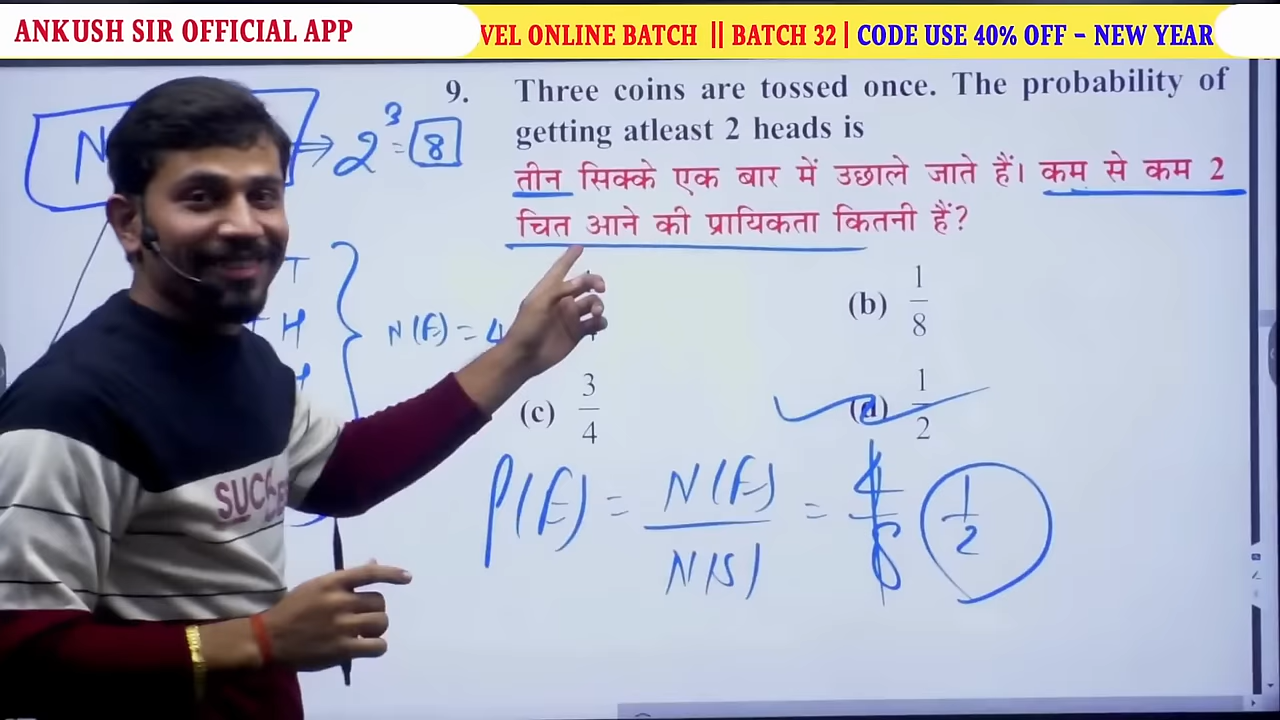 ANKUSH SIR OFFICIAL APP
VEL ONLINE BATCH || BATCH 32 | CODE USE 40% OFF - NEW YEAR
9. Three coins are tossed once. The probability of
getting atleast 2 heads is
तीन सिक्के एक बार में उछाले जाते हैं। कम से कम 2
चित आने की प्रायिकता कितनी हैं?
(b) 1/8
(c) 3/4
(d) 1/2
N → 2³ = 8
T
H
N(E) = 4
P(E) = N(E)/N(S) = 4/8 1/2
SUCC